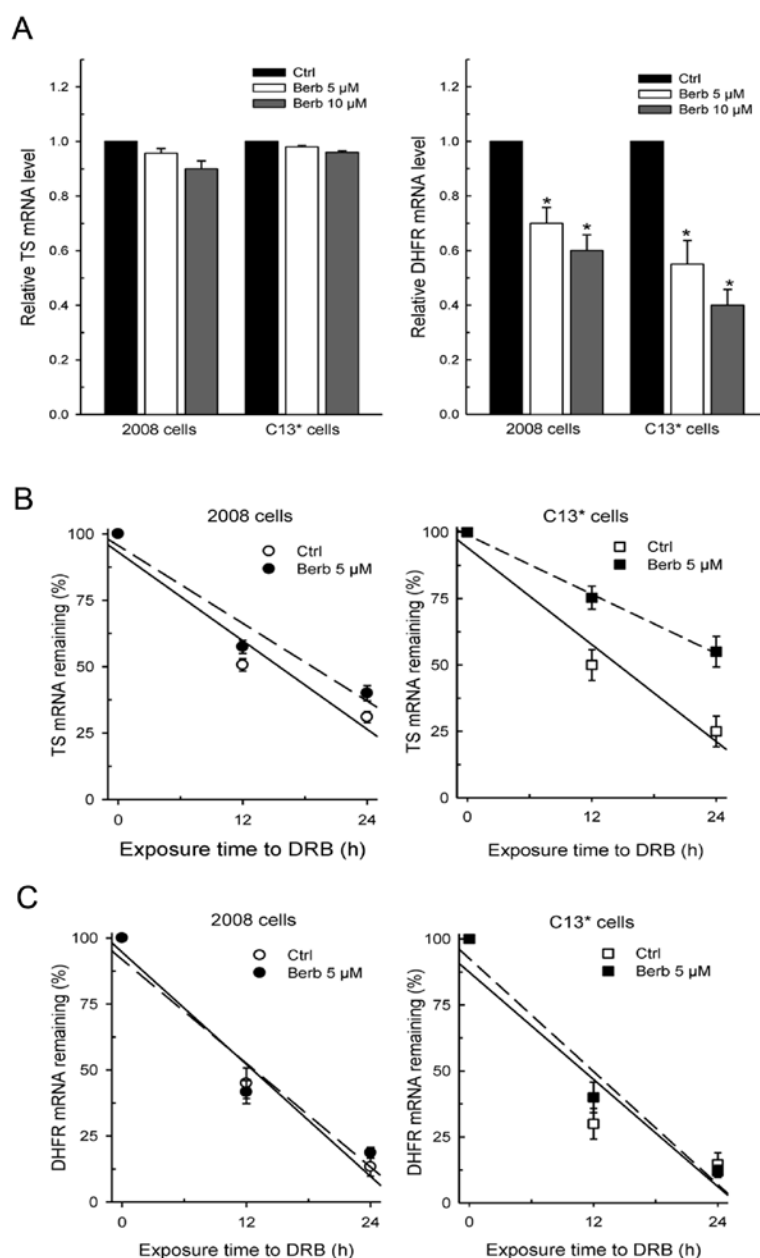 A
Relative TS mRNA level
1.2
1.0
0.8
0.6
0.4
0.2
0.0
Ctrl
Berb 5 µM
Berb 10 µM
2008 cells
C13* cells
Relative DHFR mRNA level
1.2
1.0
0.8
0.6
0.4
0.2
0.0
Ctrl
Berb 5 µM
Berb 10 µM
*
*
*
*
2008 cells
C13* cells
B
2008 cells
TS mRNA remaining (%)
100
75
50
25
0
Ctrl
Berb 5 µM
0
12
24
Exposure time to DRB (h)
C13* cells
TS mRNA remaining (%)
100
75
50
25
0
Ctrl
Berb 5 µM
0
12
24
Exposure time to DRB (h)
C
2008 cells
DHFR mRNA remaining (%)
100
75
50
25
0
Ctrl
Berb 5 µM
0
12
24
Exposure time to DRB (h)
C13* cells
DHFR mRNA remaining (%)
100
75
50
25
0
Ctrl
Berb 5 µM
0
12
24
Exposure time to DRB (h)